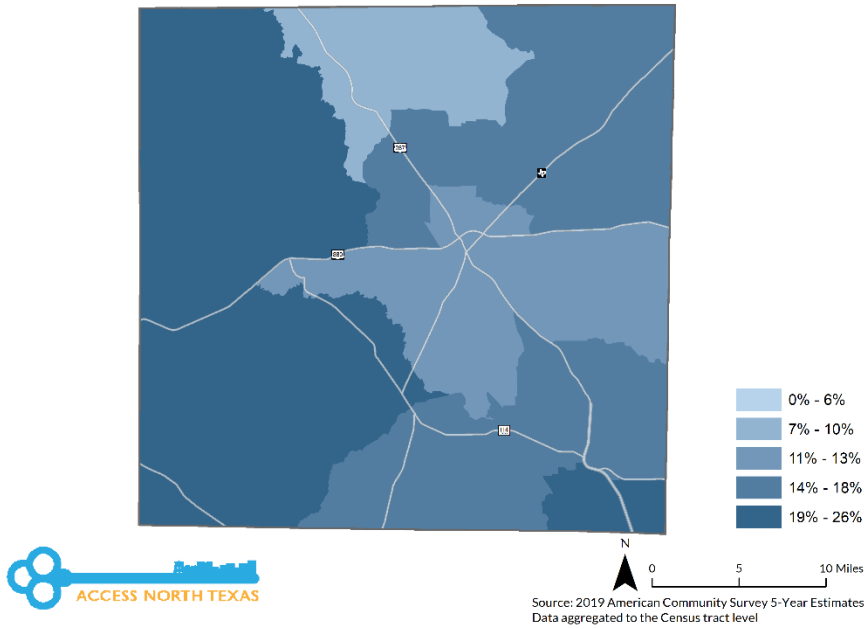 287
380
114
0% - 6%
7% - 10%
11% - 13%
14% - 18%
19% - 26%
N
0 5 10 Miles
ACCESS NORTH TEXAS
Source: 2019 American Community Survey 5-Year Estimates
Data aggregated to the Census tract level